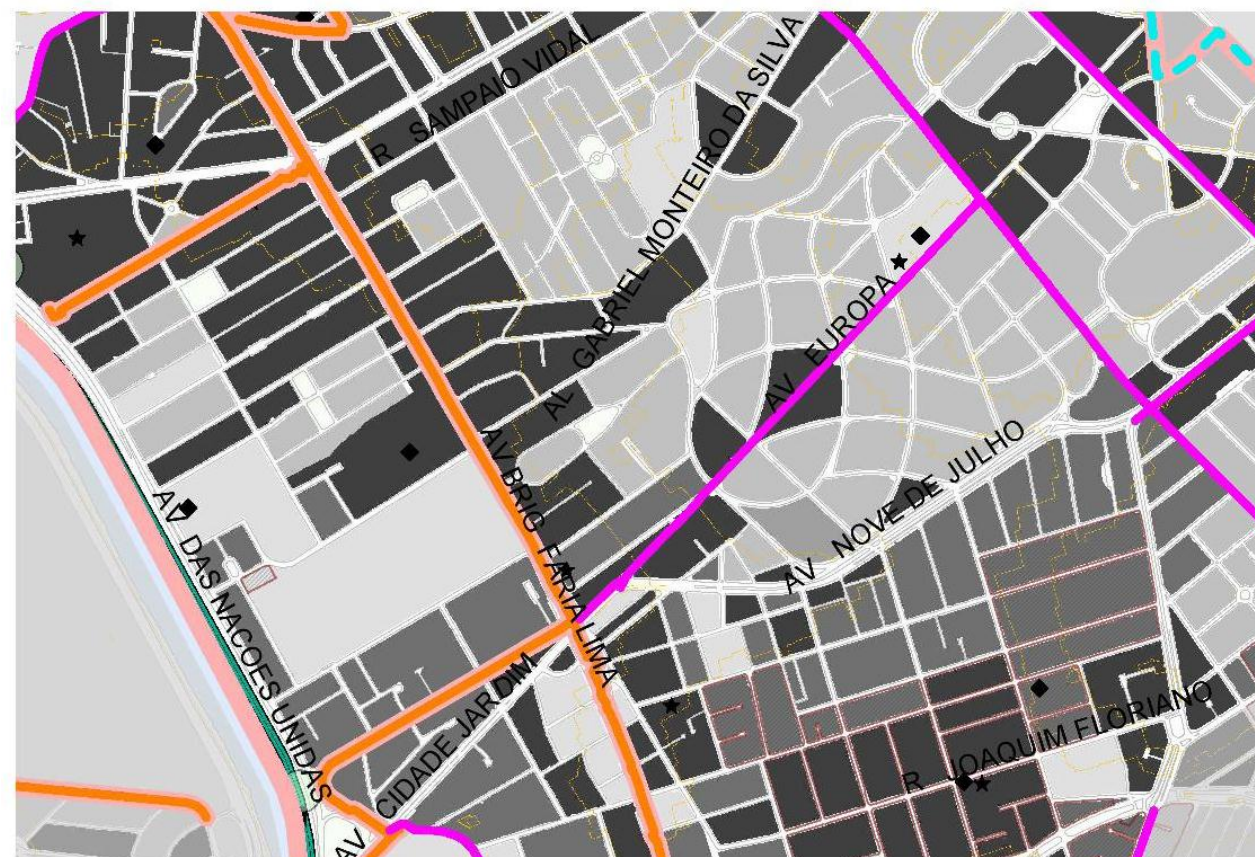 R SAMPAIO VIDAL
AL GABRIEL MONTEIRO DA SILVA
AV EUROPA
AV NOVE DE JULHO
AV BRIG FARIA LIMA
AV DAS NACOES UNIDAS
AV CIDADE JARDIM
R JOAQUIM FLORIANO